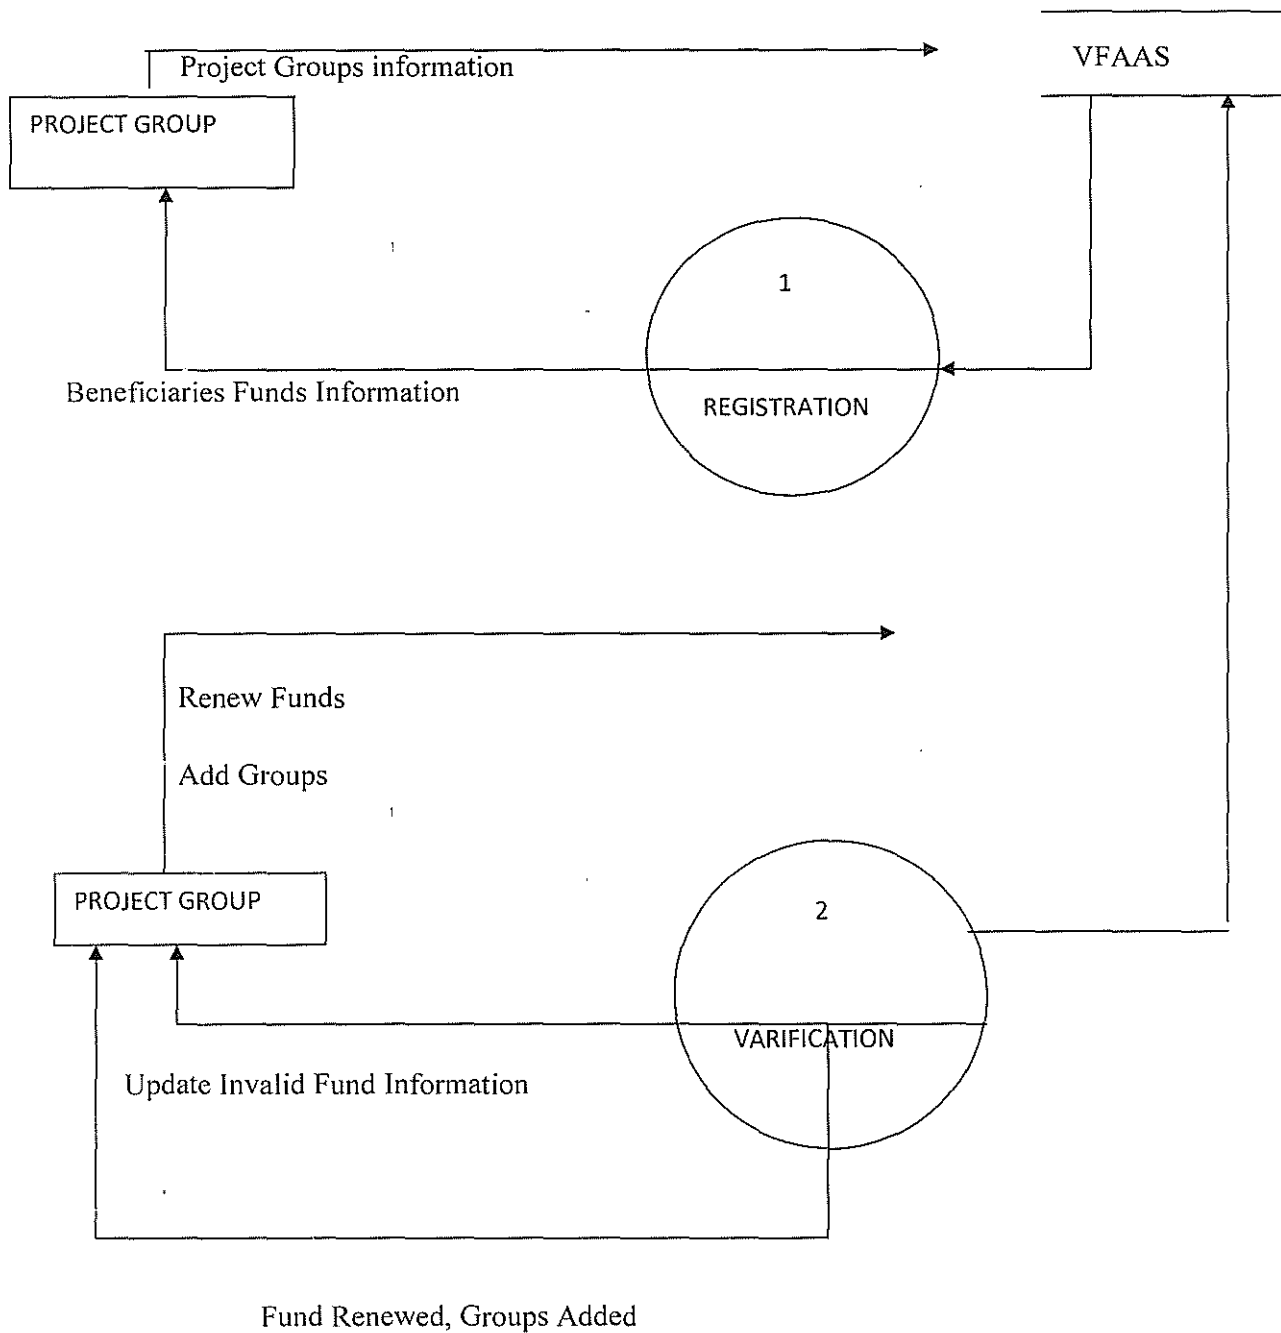 Project Groups information
VFAAS
PROJECT GROUP
1
Beneficiaries Funds Information
REGISTRATION
Renew Funds
Add Groups
PROJECT GROUP
2
VARIFICATION
Update Invalid Fund Information
Fund Renewed, Groups Added